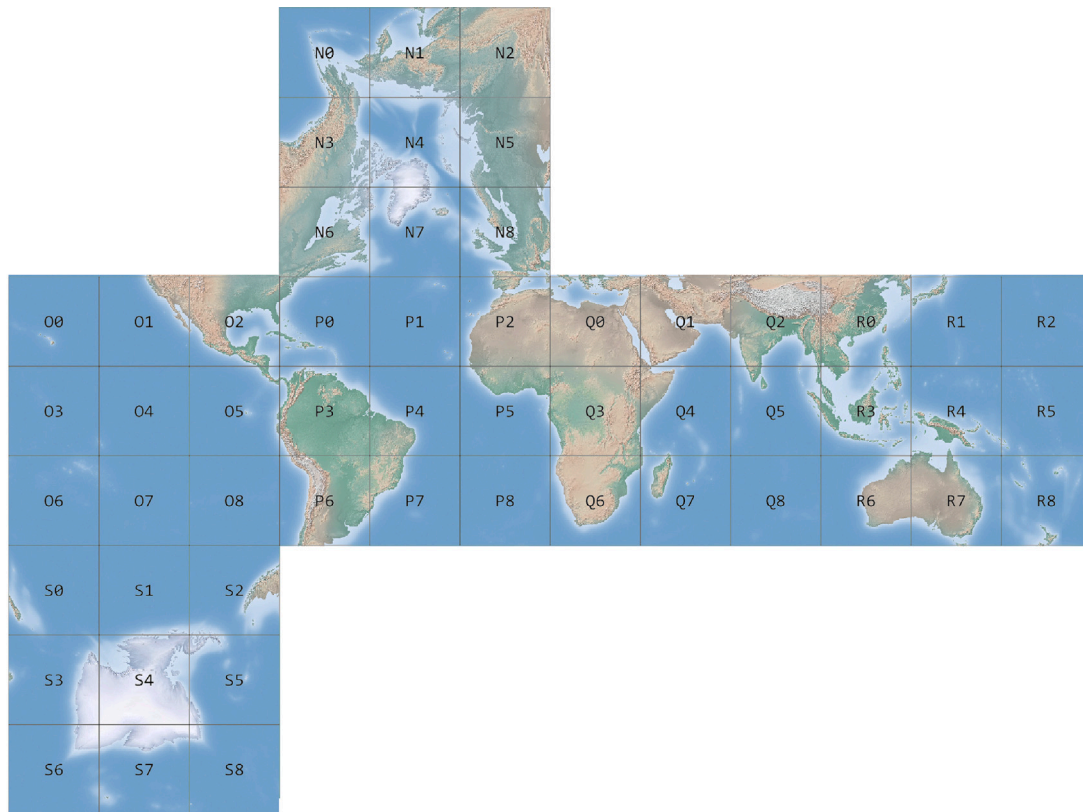 N0 N1 N2
N3 N4 N5
N6 N7 N8
O0 O1 O2 P0 P1 P2 Q0 Q1 Q2 R0 R1 R2
O3 O4 O5 P3 P4 P5 Q3 Q4 Q5 R3 R4 R5
O6 O7 O8 P6 P7 P8 Q6 Q7 Q8 R6 R7 R8
S0 S1 S2
S3 S4 S5
S6 S7 S8